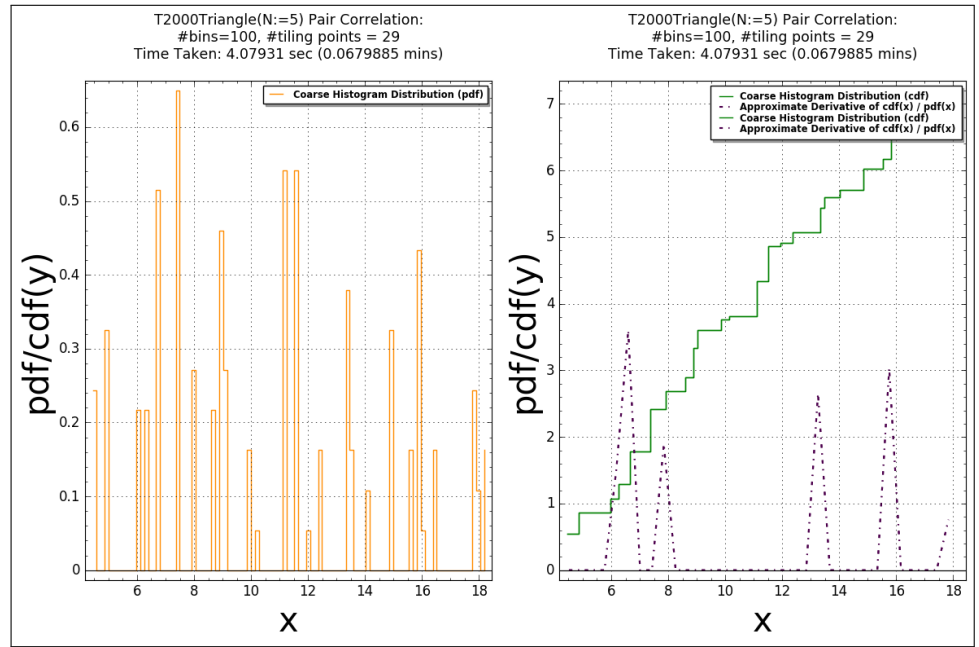 T2000Triangle(N:=5) Pair Correlation:
#bins=100, #tiling points = 29
Time Taken: 4.07931 sec (0.0679885 mins)
Coarse Histogram Distribution (pdf)
0.6
0.5
0.4
0.3
0.2
0.1
0
pdf/cdf(y)
6 8 10 12 14 16 18
x
T2000Triangle(N:=5) Pair Correlation:
#bins=100, #tiling points = 29
Time Taken: 4.07931 sec (0.0679885 mins)
Coarse Histogram Distribution (cdf)
Approximate Derivative of cdf(x) / pdf(x)
Coarse Histogram Distribution (cdf)
Approximate Derivative of cdf(x) / pdf(x)
7
6
5
4
3
2
1
0
pdf/cdf(y)
6 8 10 12 14 16 18
x